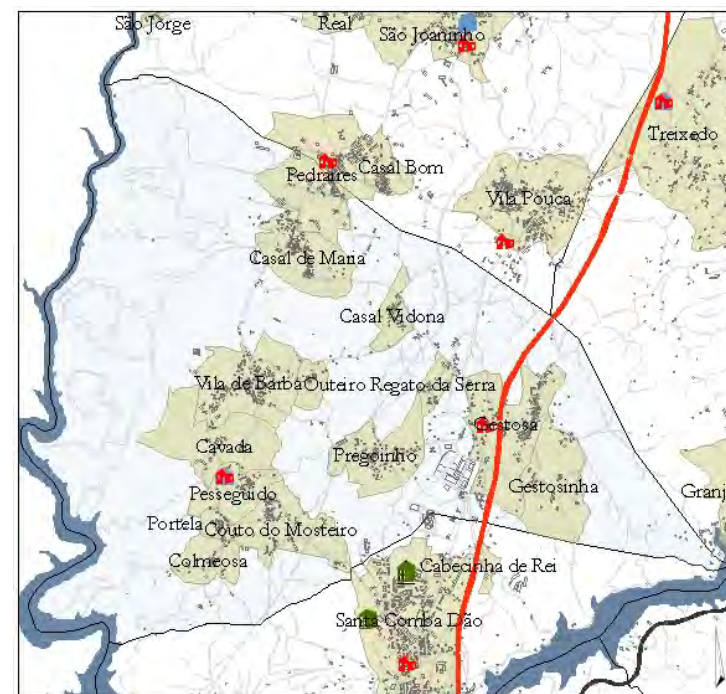 São Jorge
Real
São Joaninho
Treixedo
Casal Bom
Pedraires
Vila Pouca
Casal de Maria
Casal Vidona
Vila de Barba
Outeiro
Regato da Serra
Gestosa
Cavada
Pregoinho
Pesseguido
Gestosinha
Granj
Portela
Couto do Mosteiro
Colmeosa
Cabecinha de Rei
Santa Comba Dão